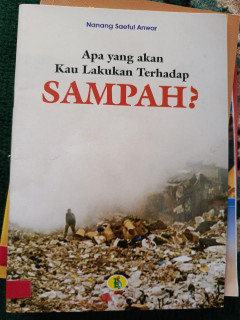 Nanang Saeful Anwar
Apa yang akan
Kau Lakukan Terhadap
SAMPAH?